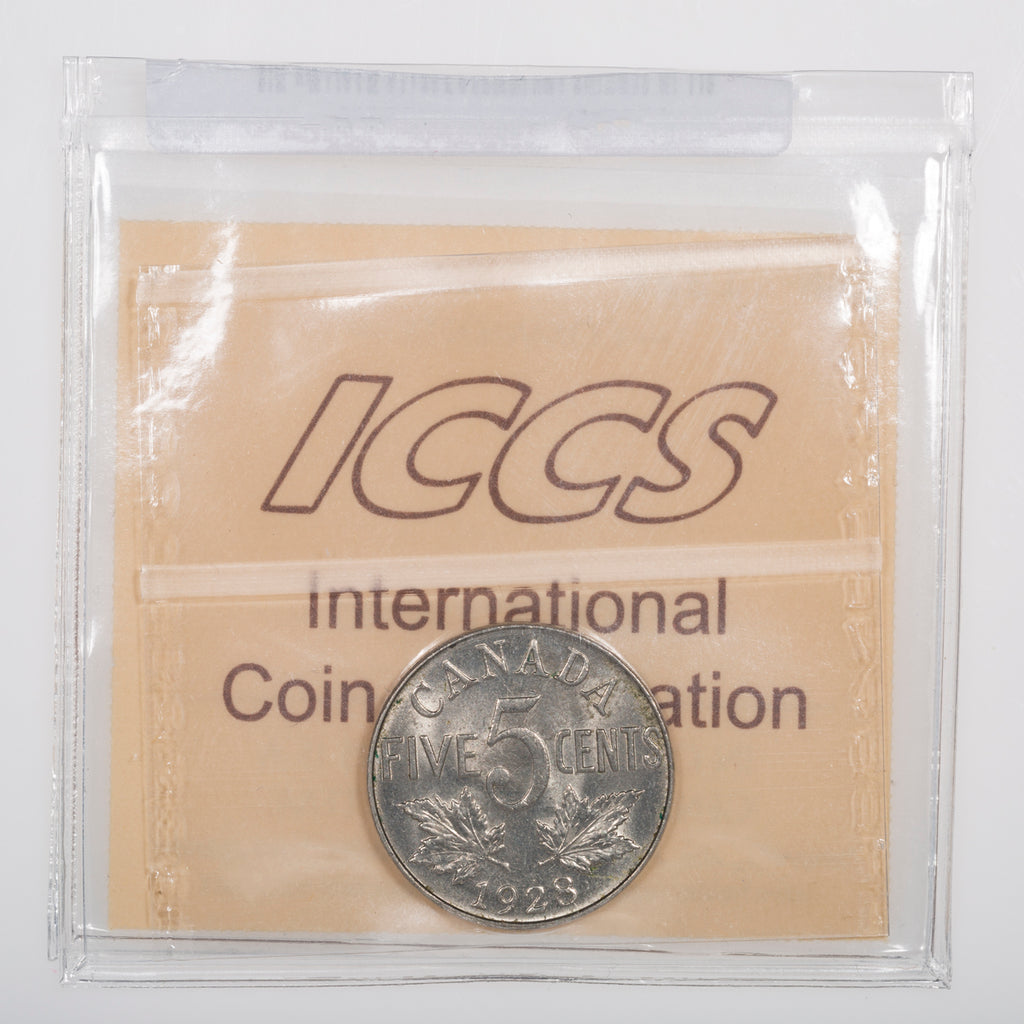 ICCS
International
Coin ation
CANADA
FIVE 5 CENTS
1928